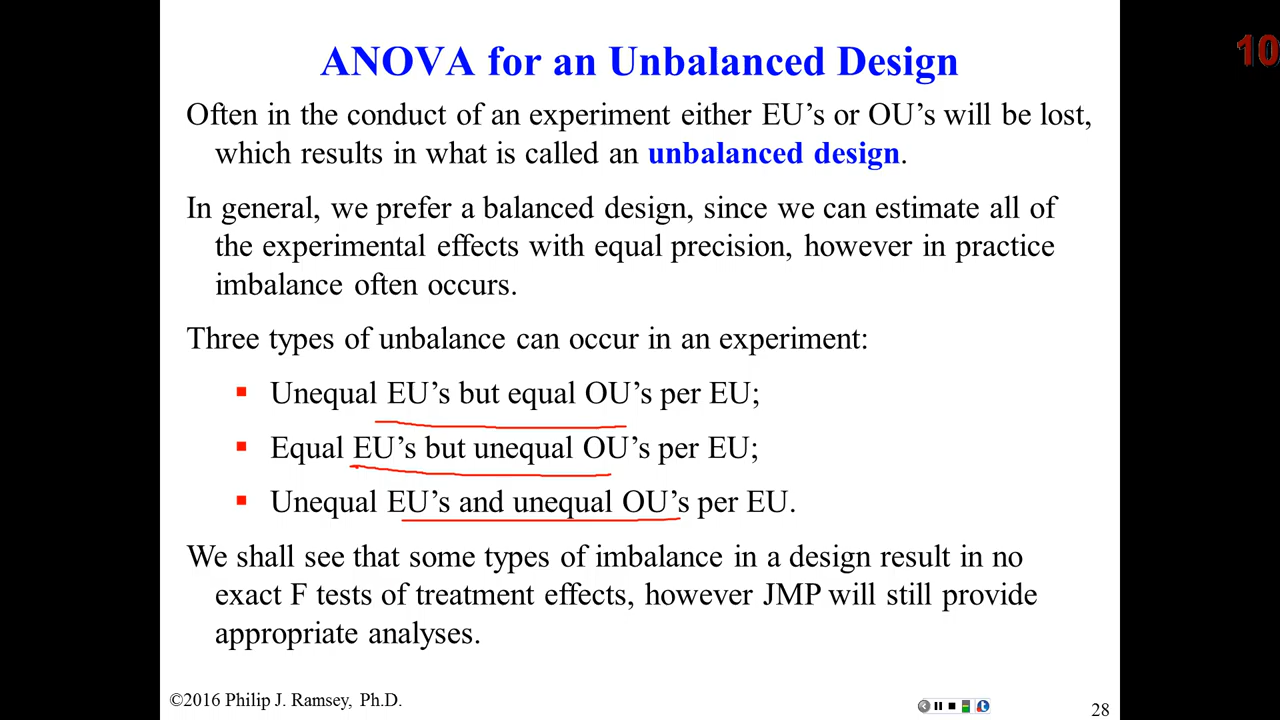 ANOVA for an Unbalanced Design
10
Often in the conduct of an experiment either EU’s or OU’s will be lost,
which results in what is called an unbalanced design.
In general, we prefer a balanced design, since we can estimate all of
the experimental effects with equal precision, however in practice
imbalance often occurs.
Three types of unbalance can occur in an experiment:
▪ Unequal EU’s but equal OU’s per EU;
▪ Equal EU’s but unequal OU’s per EU;
▪ Unequal EU’s and unequal OU’s per EU.
We shall see that some types of imbalance in a design result in no
exact F tests of treatment effects, however JMP will still provide
appropriate analyses.
©2016 Philip J. Ramsey, Ph.D.
28